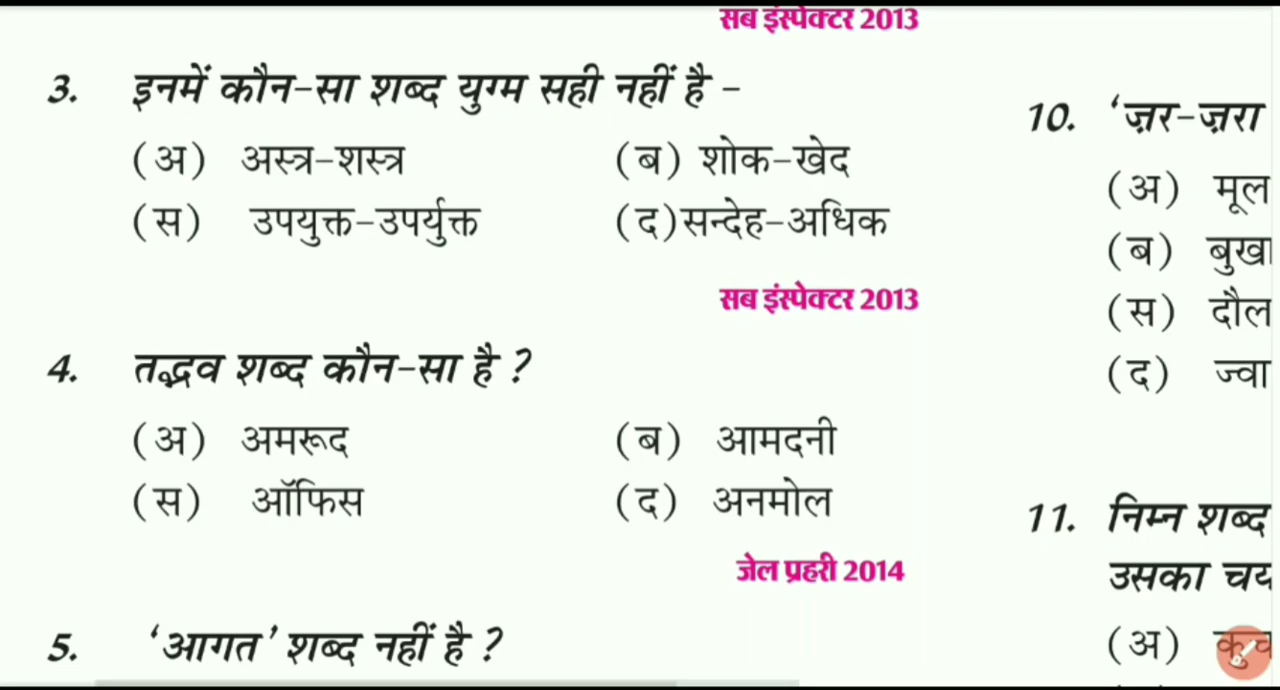 सब इंस्पेक्टर 2013
3. इनमें कौन-सा शब्द युग्म सही नहीं है -
(अ) अस्त्र-शस्त्र (ब) शोक-खेद
(स) उपयुक्त-उपर्युक्त (द)सन्देह-अधिक
सब इंस्पेक्टर 2013
4. तद्भव शब्द कौन-सा है ?
(अ) अमरूद (ब) आमदनी
(स) ऑफिस (द) अनमोल
जेल प्रहरी 2014
5. 'आगत' शब्द नहीं है ?
10. 'ज़र-ज़रा
(अ) मूल
(ब)
(स)
(द)
11. निम्न शब्द
उसका
(अ)